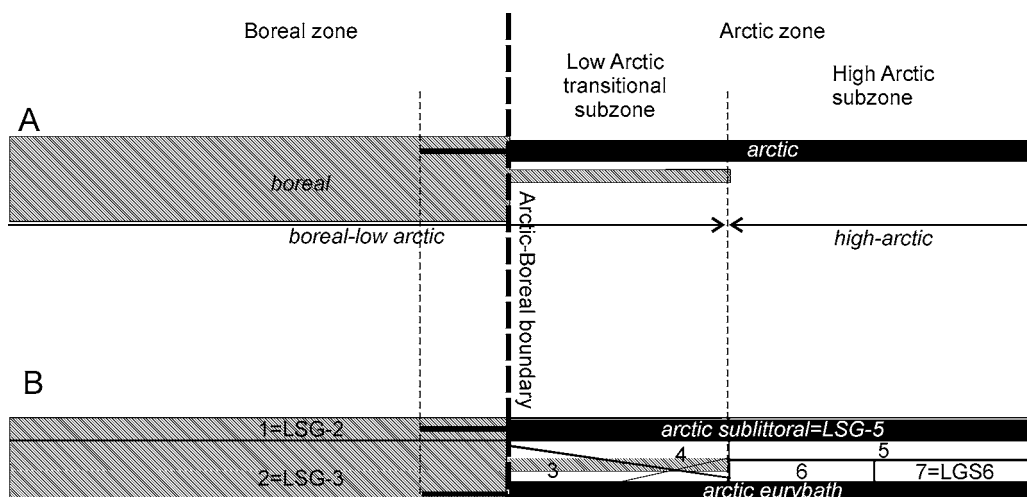 Boreal zone
Arctic zone
Low Arctic
transitional
subzone
High Arctic
subzone
A
arctic
boreal
boreal-low arctic
high-arctic
Arctic-Boreal boundary
B
1=LSG-2
arctic sublittoral=LSG-5
4
5
3
2=LSG-3
6
7=LGS6
arctic eurybath